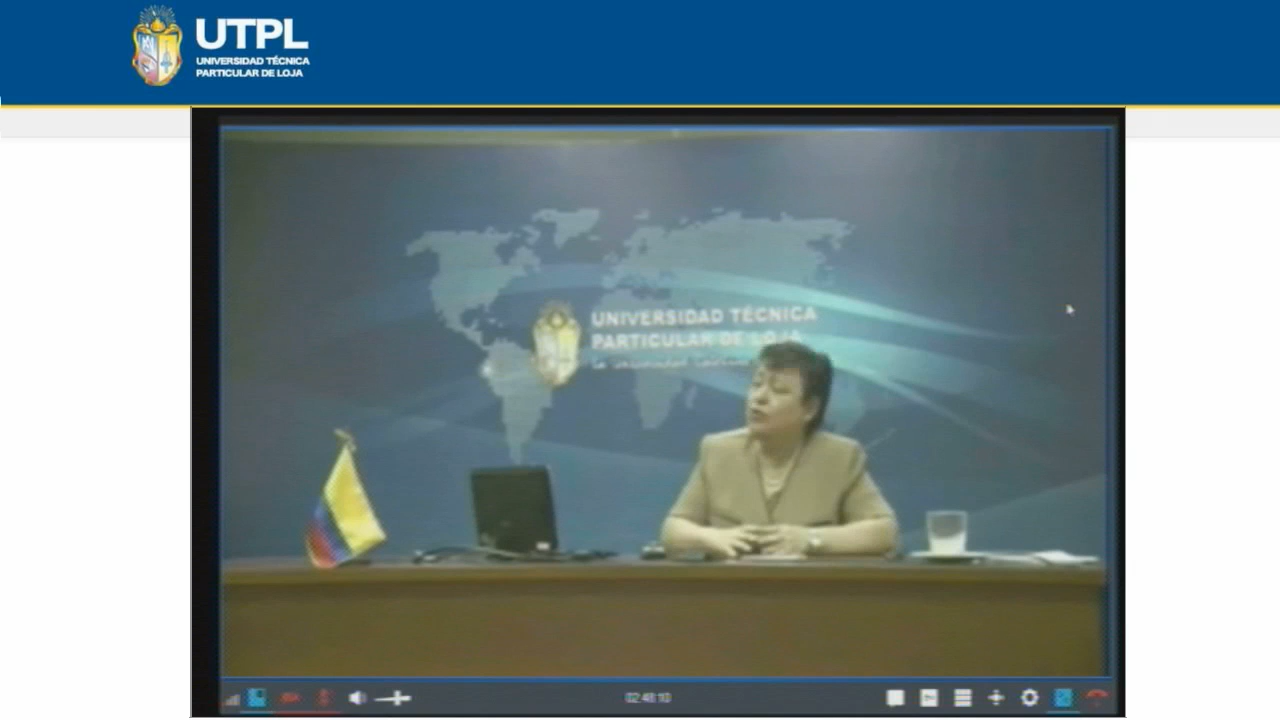 UTPL
UNIVERSIDAD TÉCNICA
PARTICULAR DE LOJA
UNIVERSIDAD TÉCNICA
PARTICULAR DE LOJA
02:48:10